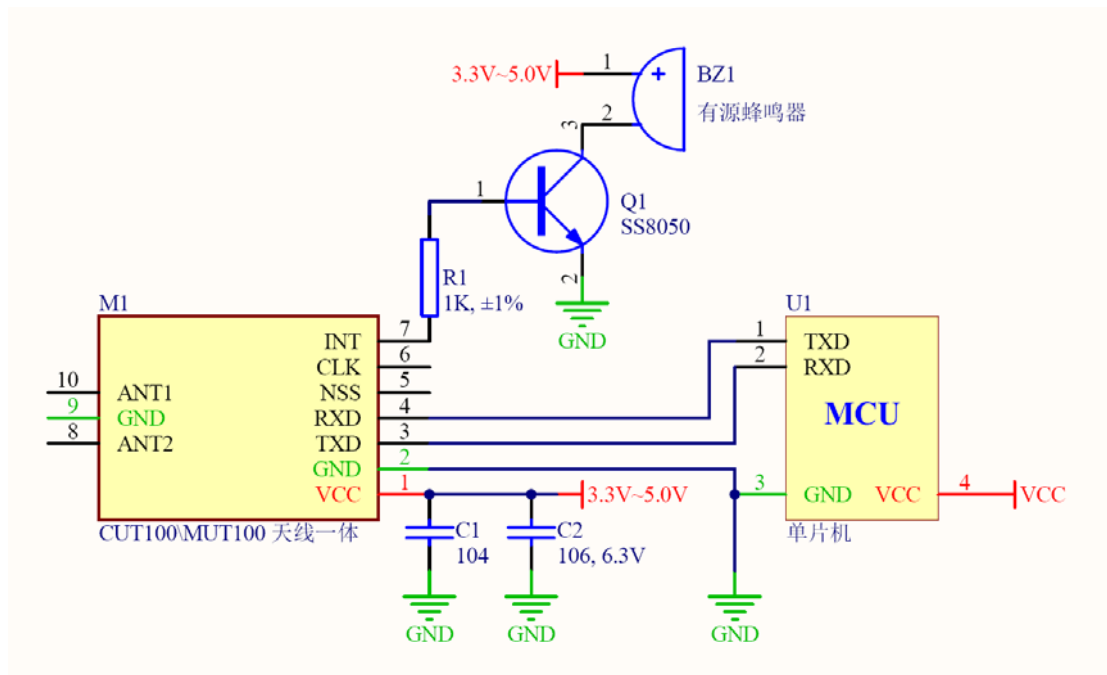 3.3V~5.0V
1
+
BZ1
2
有源蜂鸣器
3
1
Q1
SS8050
2
GND
R1
1K, ±1%
M1
INT
7
CLK
6
NSS
5
RXD
4
TXD
3
GND
2
VCC
1
10
ANT1
9
GND
8
ANT2
CUT100\MUT100 天线一体
3.3V~5.0V
C1
104
C2
106, 6.3V
GND
GND
GND
U1
1
TXD
2
RXD
MCU
3
GND
VCC
4
VCC
单片机